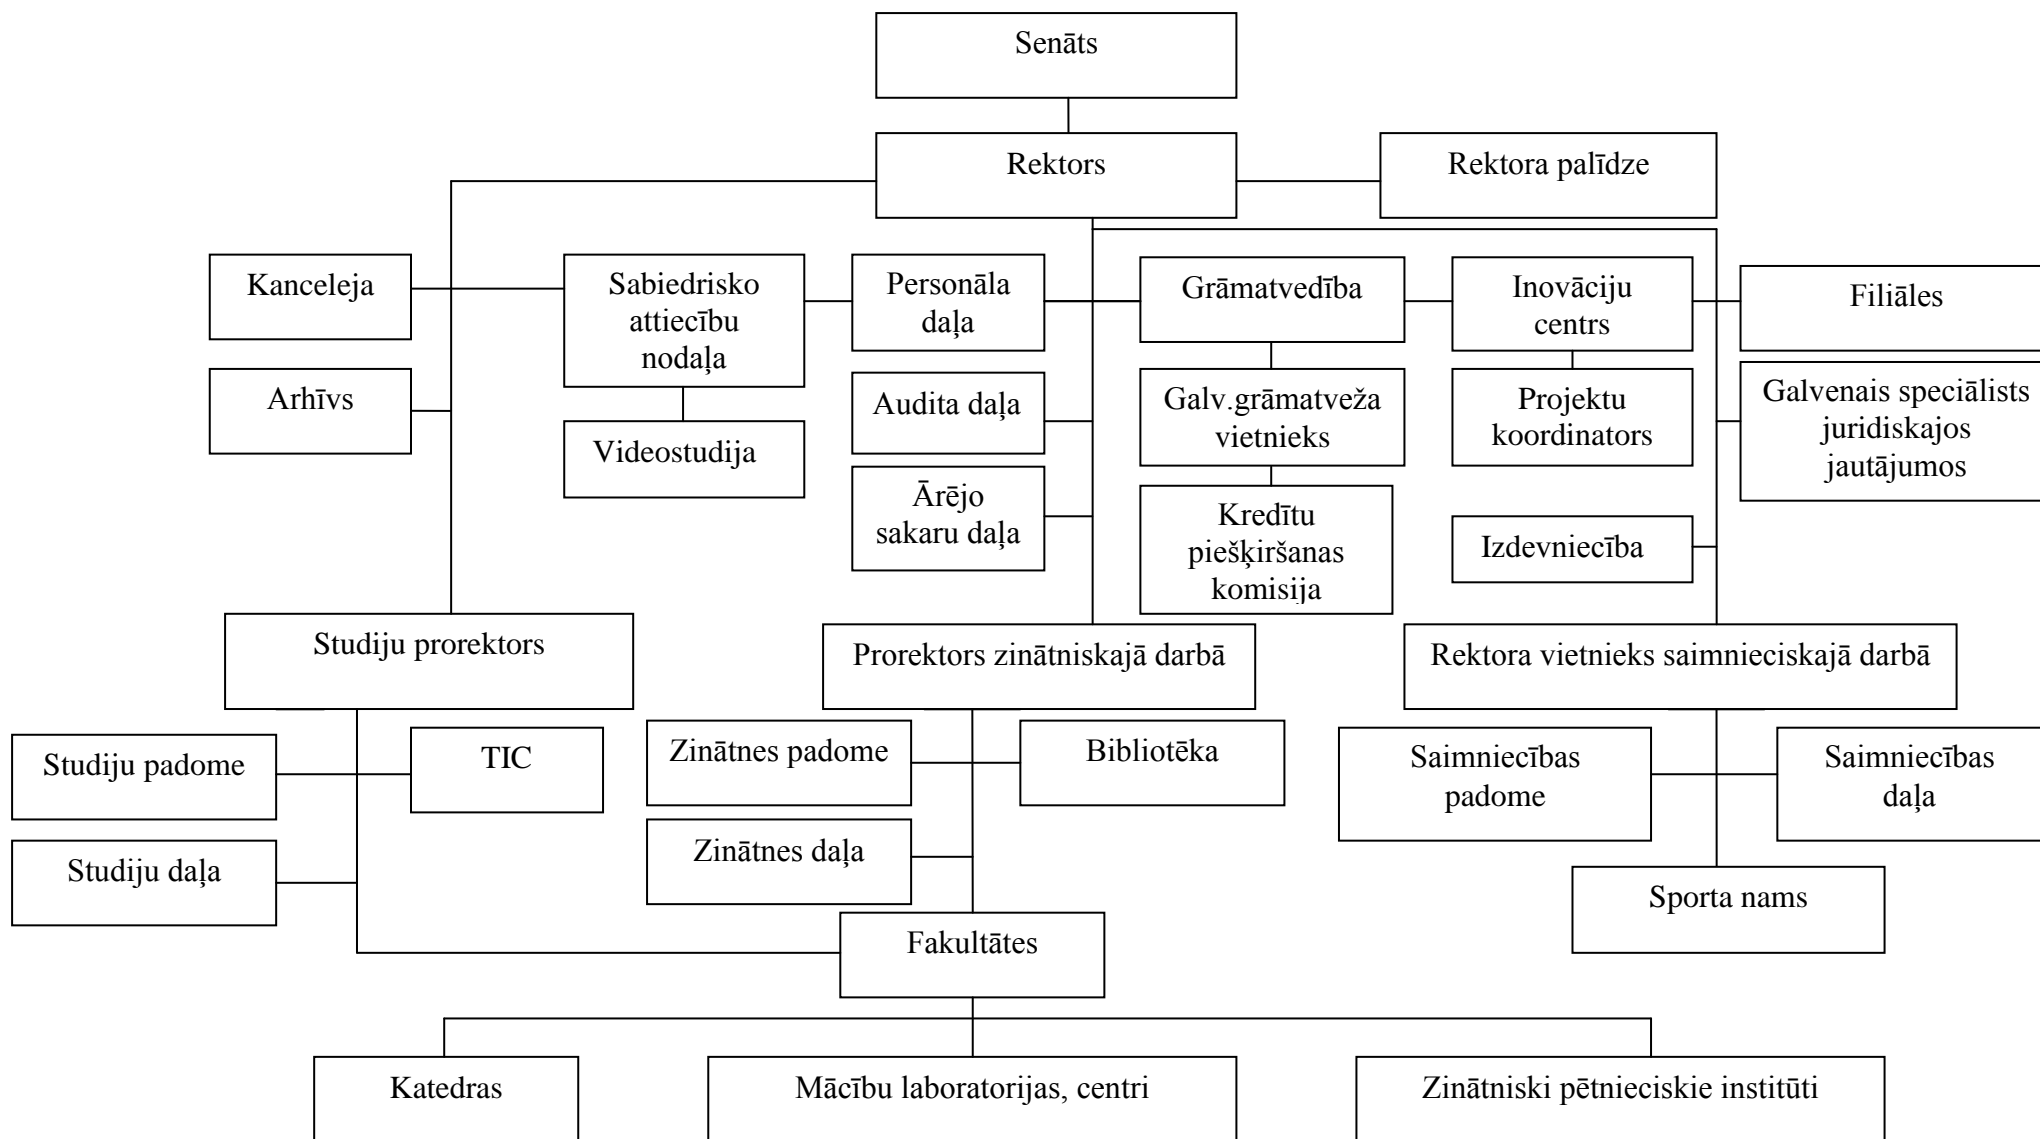 Senāts
Rektors
Rektora palīdze
Kanceleja
Sabiedrisko
attiecību
nodaļa
Personāla
daļa
Grāmatvedība
Inovāciju
centrs
Filiāles
Arhīvs
Videostudija
Audita daļa
Galv.grāmatveža
vietnieks
Projektu
koordinators
Galvenais speciālists
juridiskajos
jautājumos
Ārējo
sakaru daļa
Kredītu
piešķiršanas
komisija
Izdevniecība
Studiju prorektors
Prorektors zinātniskajā darbā
Rektora vietnieks saimnieciskajā darbā
Studiju padome
TIC
Zinātnes padome
Bibliotēka
Saimniecības
padome
Saimniecības
daļa
Studiju daļa
Zinātnes daļa
Sporta nams
Fakultātes
Katedras
Mācību laboratorijas, centri
Zinātniski pētnieciskie institūti